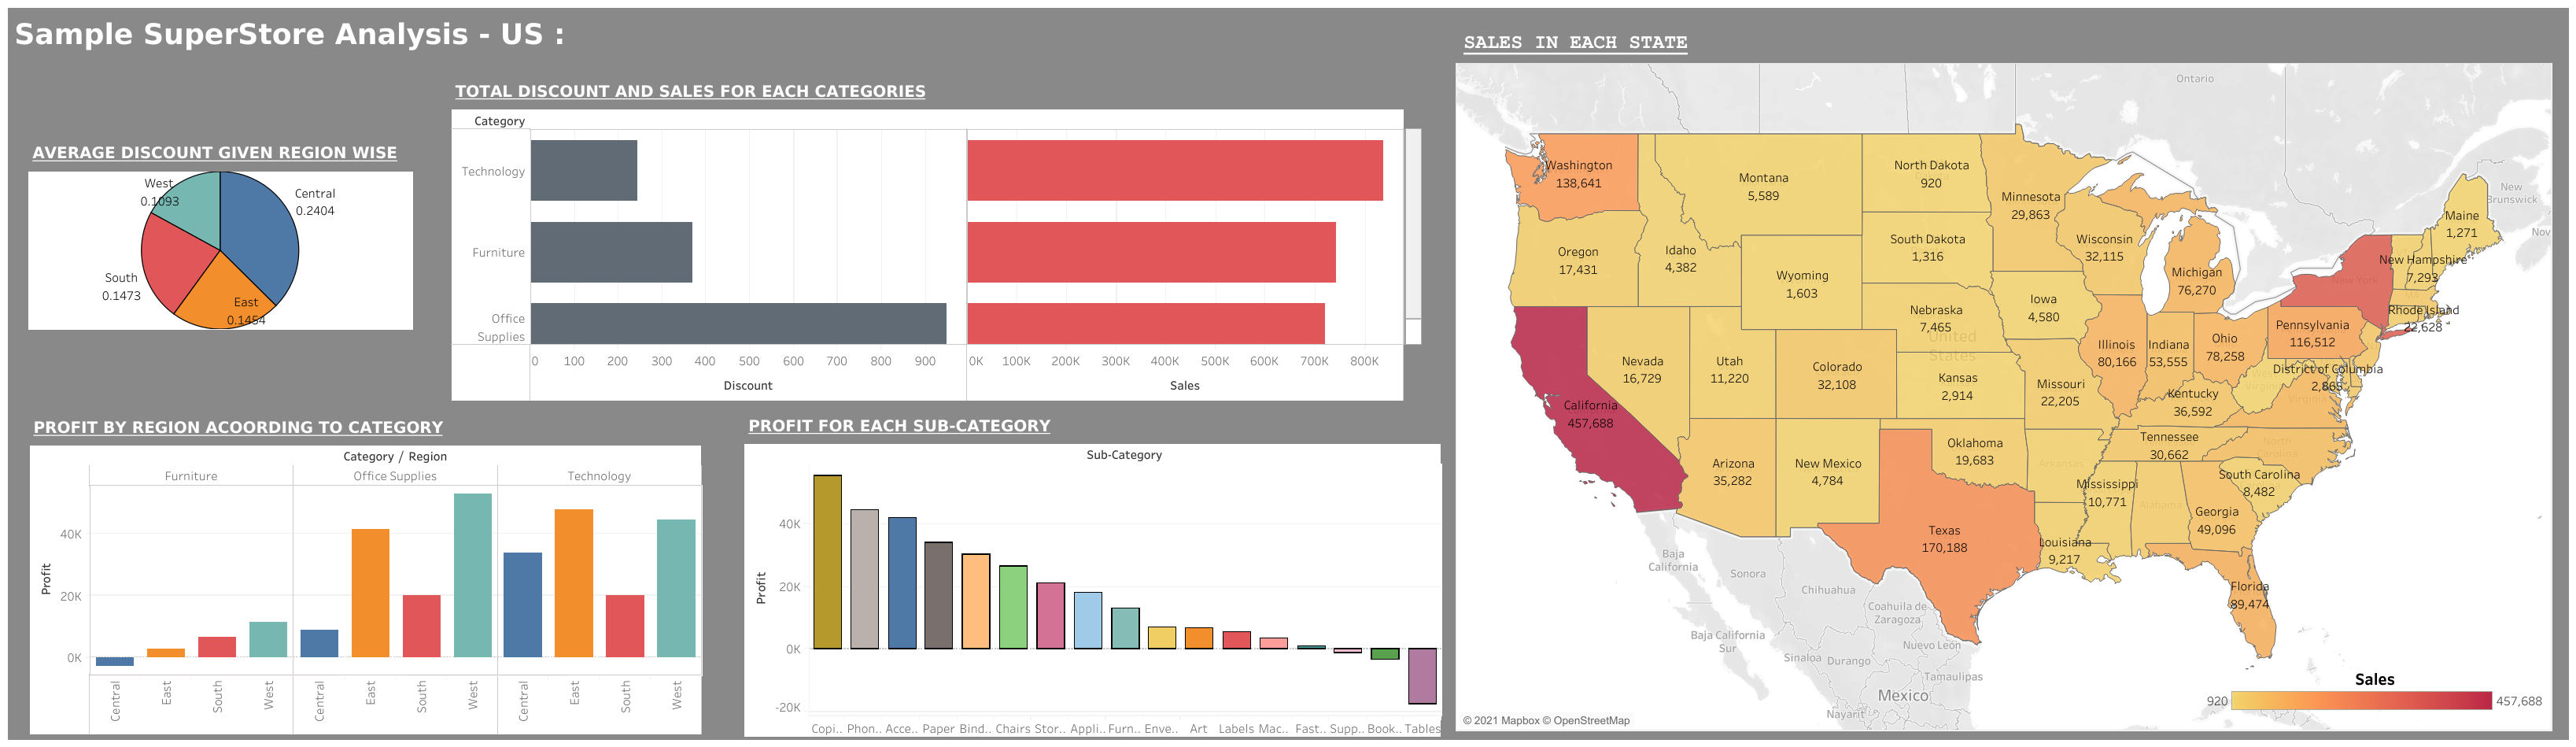 Sample SuperStore Analysis - US :
AVERAGE DISCOUNT GIVEN REGION WISE
West
0.1093
Central
0.2404
South
0.1473
East
0.1454
TOTAL DISCOUNT AND SALES FOR EACH CATEGORIES
Category
Technology
Furniture
Office
Supplies
0 100 200 300 400 500 600 700 800 900
Discount
0K 100K 200K 300K 400K 500K 600K 700K 800K
Sales
PROFIT BY REGION ACOORDING TO CATEGORY
Category / Region
Furniture Office Supplies Technology
Profit
40K
20K
0K
Central East South West Central East South West Central East South West
PROFIT FOR EACH SUB-CATEGORY
Sub-Category
Profit
40K
20K
0K
-20K
Copi.. Phon.. Acce.. Paper Bind.. Chairs Stor.. Appli.. Furn.. Enve.. Art Labels Mac.. Fast.. Supp.. Book.. Tables
SALES IN EACH STATE
Ontario
New
Brunswick
Nov
Washington
138,641
Montana
5,589
North Dakota
920
Minnesota
29,863
Maine
1,271
Oregon
17,431
Idaho
4,382
Wyoming
1,603
South Dakota
1,316
Wisconsin
32,115
Michigan
76,270
New York
New Hampshire
7,293
Nebraska
7,465
Iowa
4,580
Rhode Island
22,628
United
States
Nevada
16,729
Utah
11,220
Colorado
32,108
Kansas
2,914
Missouri
22,205
Illinois
80,166
Indiana
53,555
Ohio
78,258
Pennsylvania
116,512
District of Columbia
2,865
West
Virginia
Virginia
Kentucky
36,592
California
457,688
Arizona
35,282
New Mexico
4,784
Oklahoma
19,683
Arkansas
Tennessee
30,662
North
Carolina
South Carolina
8,482
Mississippi
10,771
Alabama
Georgia
49,096
Texas
170,188
Louisiana
9,217
Florida
89,474
Baja
California
Sonora
Chihuahua
Coahuila de
Zaragoza
Baja California
Sur
Sinaloa
Durango
Nuevo León
Tamaulipas
Mexico
Nayarit
Sales
920
457,688
© 2021 Mapbox © OpenStreetMap